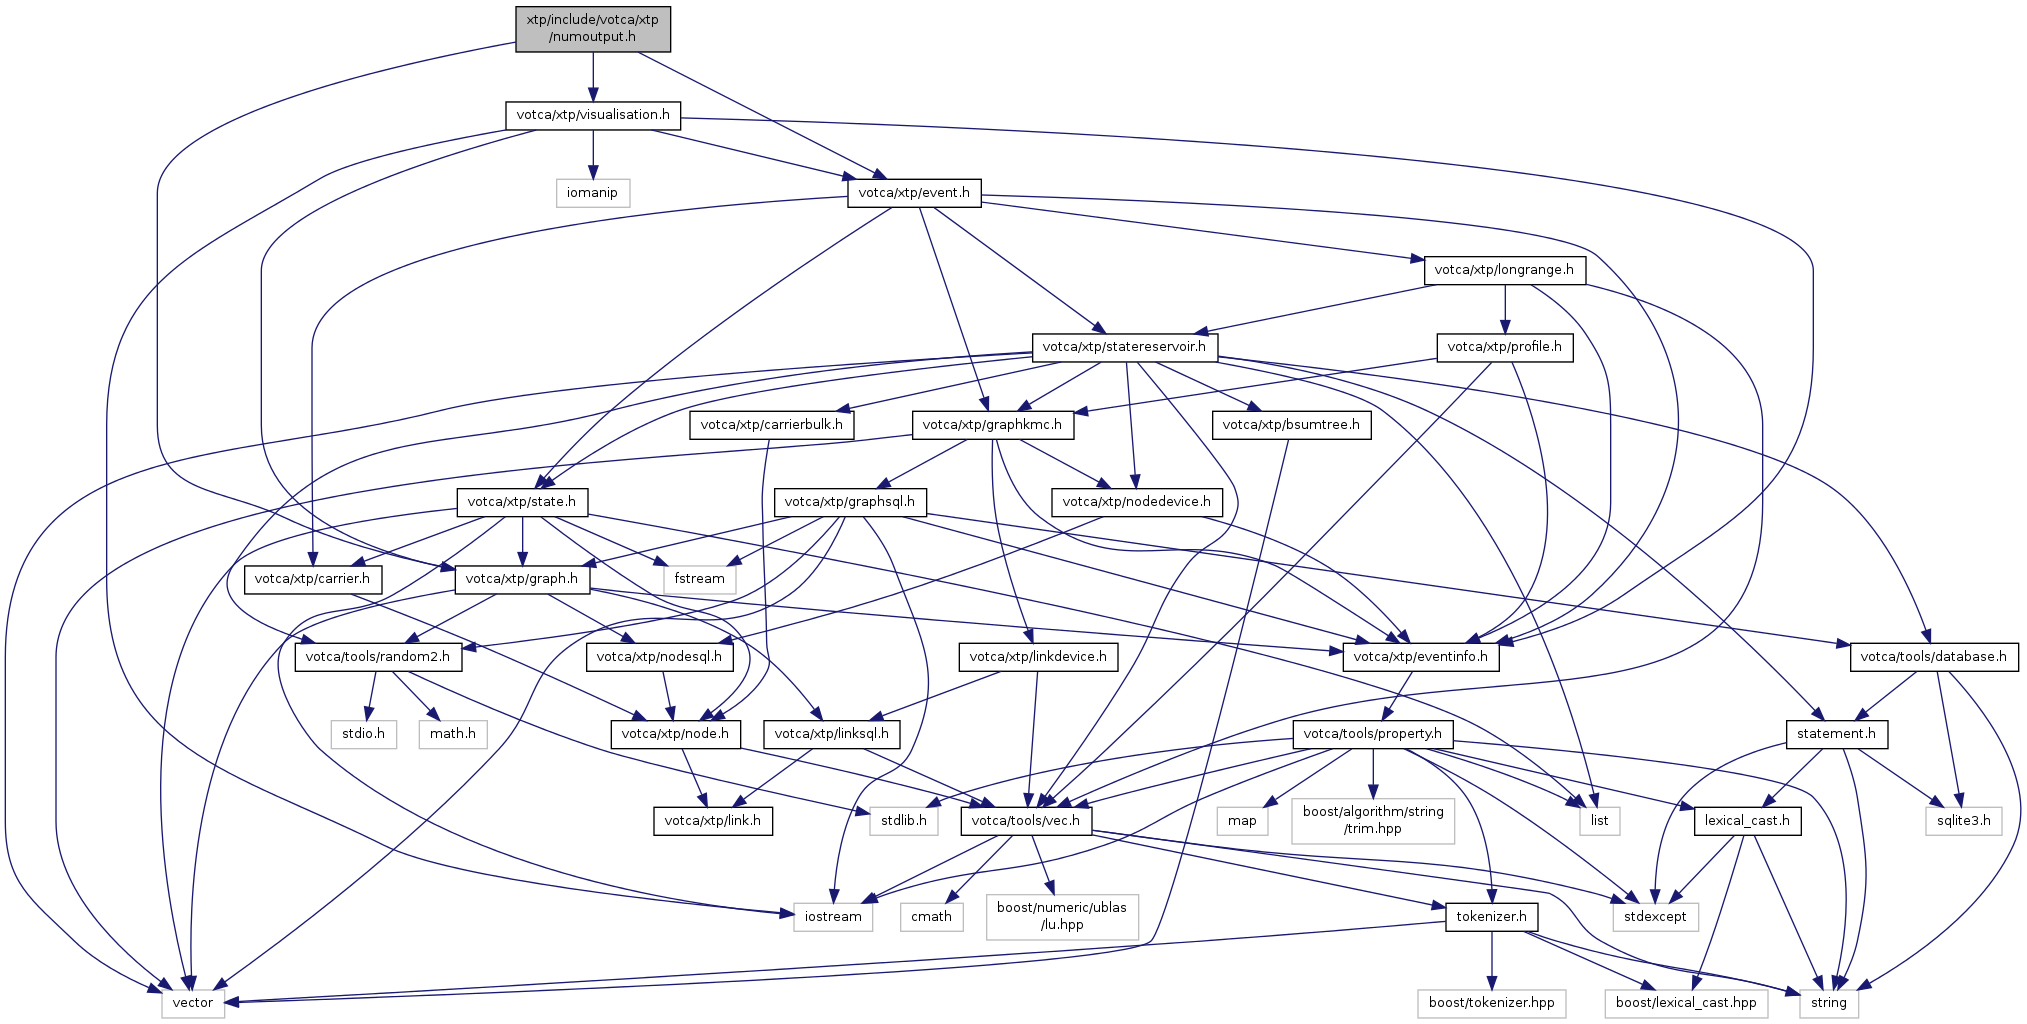 xtp/include/votca/xtp
/numoutput.h
votca/xtp/visualisation.h
iomanip
votca/xtp/event.h
votca/xtp/longrange.h
votca/xtp/statereservoir.h
votca/xtp/profile.h
votca/xtp/carrierbulk.h
votca/xtp/graphkmc.h
votca/xtp/bsumtree.h
votca/xtp/state.h
votca/xtp/graphsql.h
votca/xtp/nodedevice.h
votca/xtp/carrier.h
votca/xtp/graph.h
fstream
votca/tools/random2.h
votca/xtp/nodesql.h
votca/xtp/linkdevice.h
votca/xtp/eventinfo.h
votca/tools/database.h
stdio.h
math.h
votca/xtp/node.h
votca/xtp/linksql.h
votca/tools/property.h
statement.h
votca/xtp/link.h
stdlib.h
votca/tools/vec.h
map
boost/algorithm/string
/trim.hpp
list
lexical_cast.h
sqlite3.h
iostream
cmath
boost/numeric/ublas
/lu.hpp
tokenizer.h
stdexcept
vector
boost/tokenizer.hpp
boost/lexical_cast.hpp
string